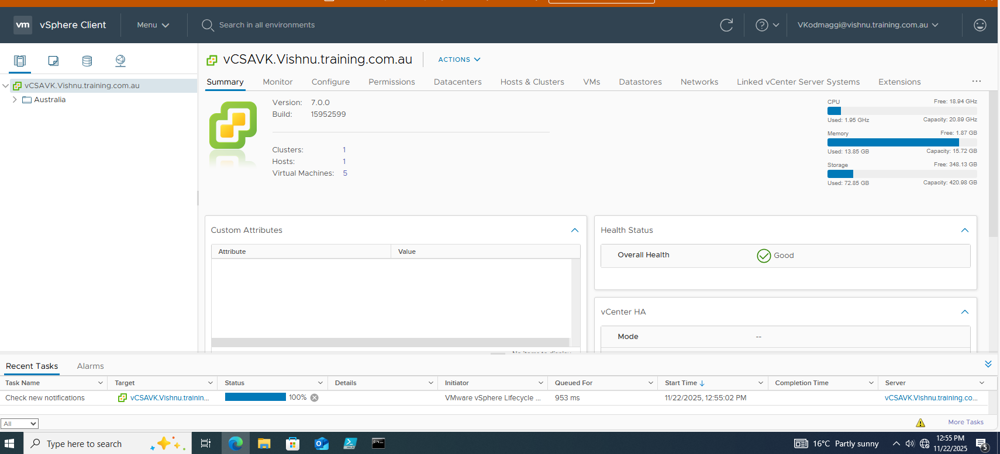 vm vSphere Client Menu Search in all environments VKodmaggi@vishnu.training.com.au
vCSAVK.Vishnu.training.com.au
Australia
vCSAVK.Vishnu.training.com.au ACTIONS
Summary Monitor Configure Permissions Datacenters Hosts & Clusters VMs Datastores Networks Linked vCenter Server Systems Extensions ...
Version: 7.0.0
Build: 15952599
Clusters: 1
Hosts: 1
Virtual Machines: 5
CPU Free: 18.94 GHz
Used: 1.95 GHz Capacity: 20.89 GHz
Memory Free: 1.87 GB
Used: 13.85 GB Capacity: 15.72 GB
Storage Free: 348.13 GB
Used: 72.85 GB Capacity: 420.98 GB
Custom Attributes
Attribute Value
No items to display
Health Status
Overall Health Good
vCenter HA
Mode --
Recent Tasks Alarms
Task Name Target Status Details Initiator Queued For Start Time Completion Time Server
Check new notifications vCSAVK.Vishnu.trainin... 100% VMware vSphere Lifecycle ... 953 ms 11/22/2025, 12:55:02 PM vCSAVK.Vishnu.training.co...
All More Tasks
Type here to search 16°C Partly sunny 12:55 PM
11/22/2025 5